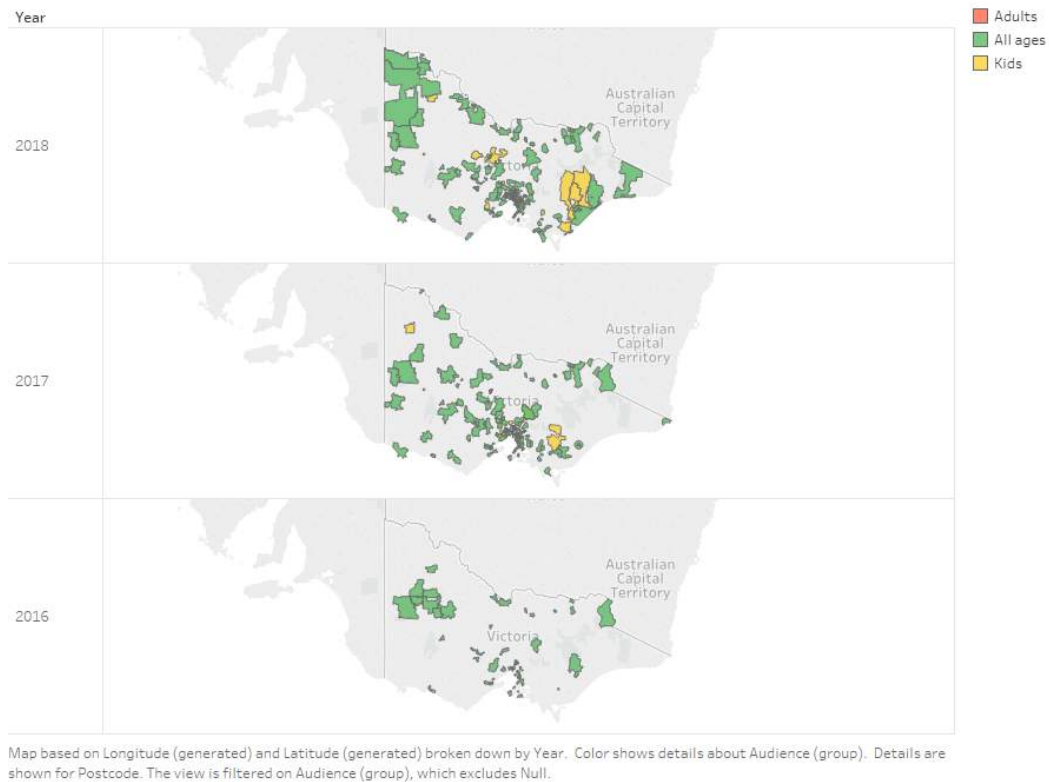 Year
Adults
All ages
Kids
2018
Australian
Capital
Territory
2017
Australian
Capital
Territory
Victoria
2016
Australian
Capital
Territory
Victoria
Map based on Longitude (generated) and Latitude (generated) broken down by Year. Color shows details about Audience (group). Details are
shown for Postcode. The view is filtered on Audience (group), which excludes Null.